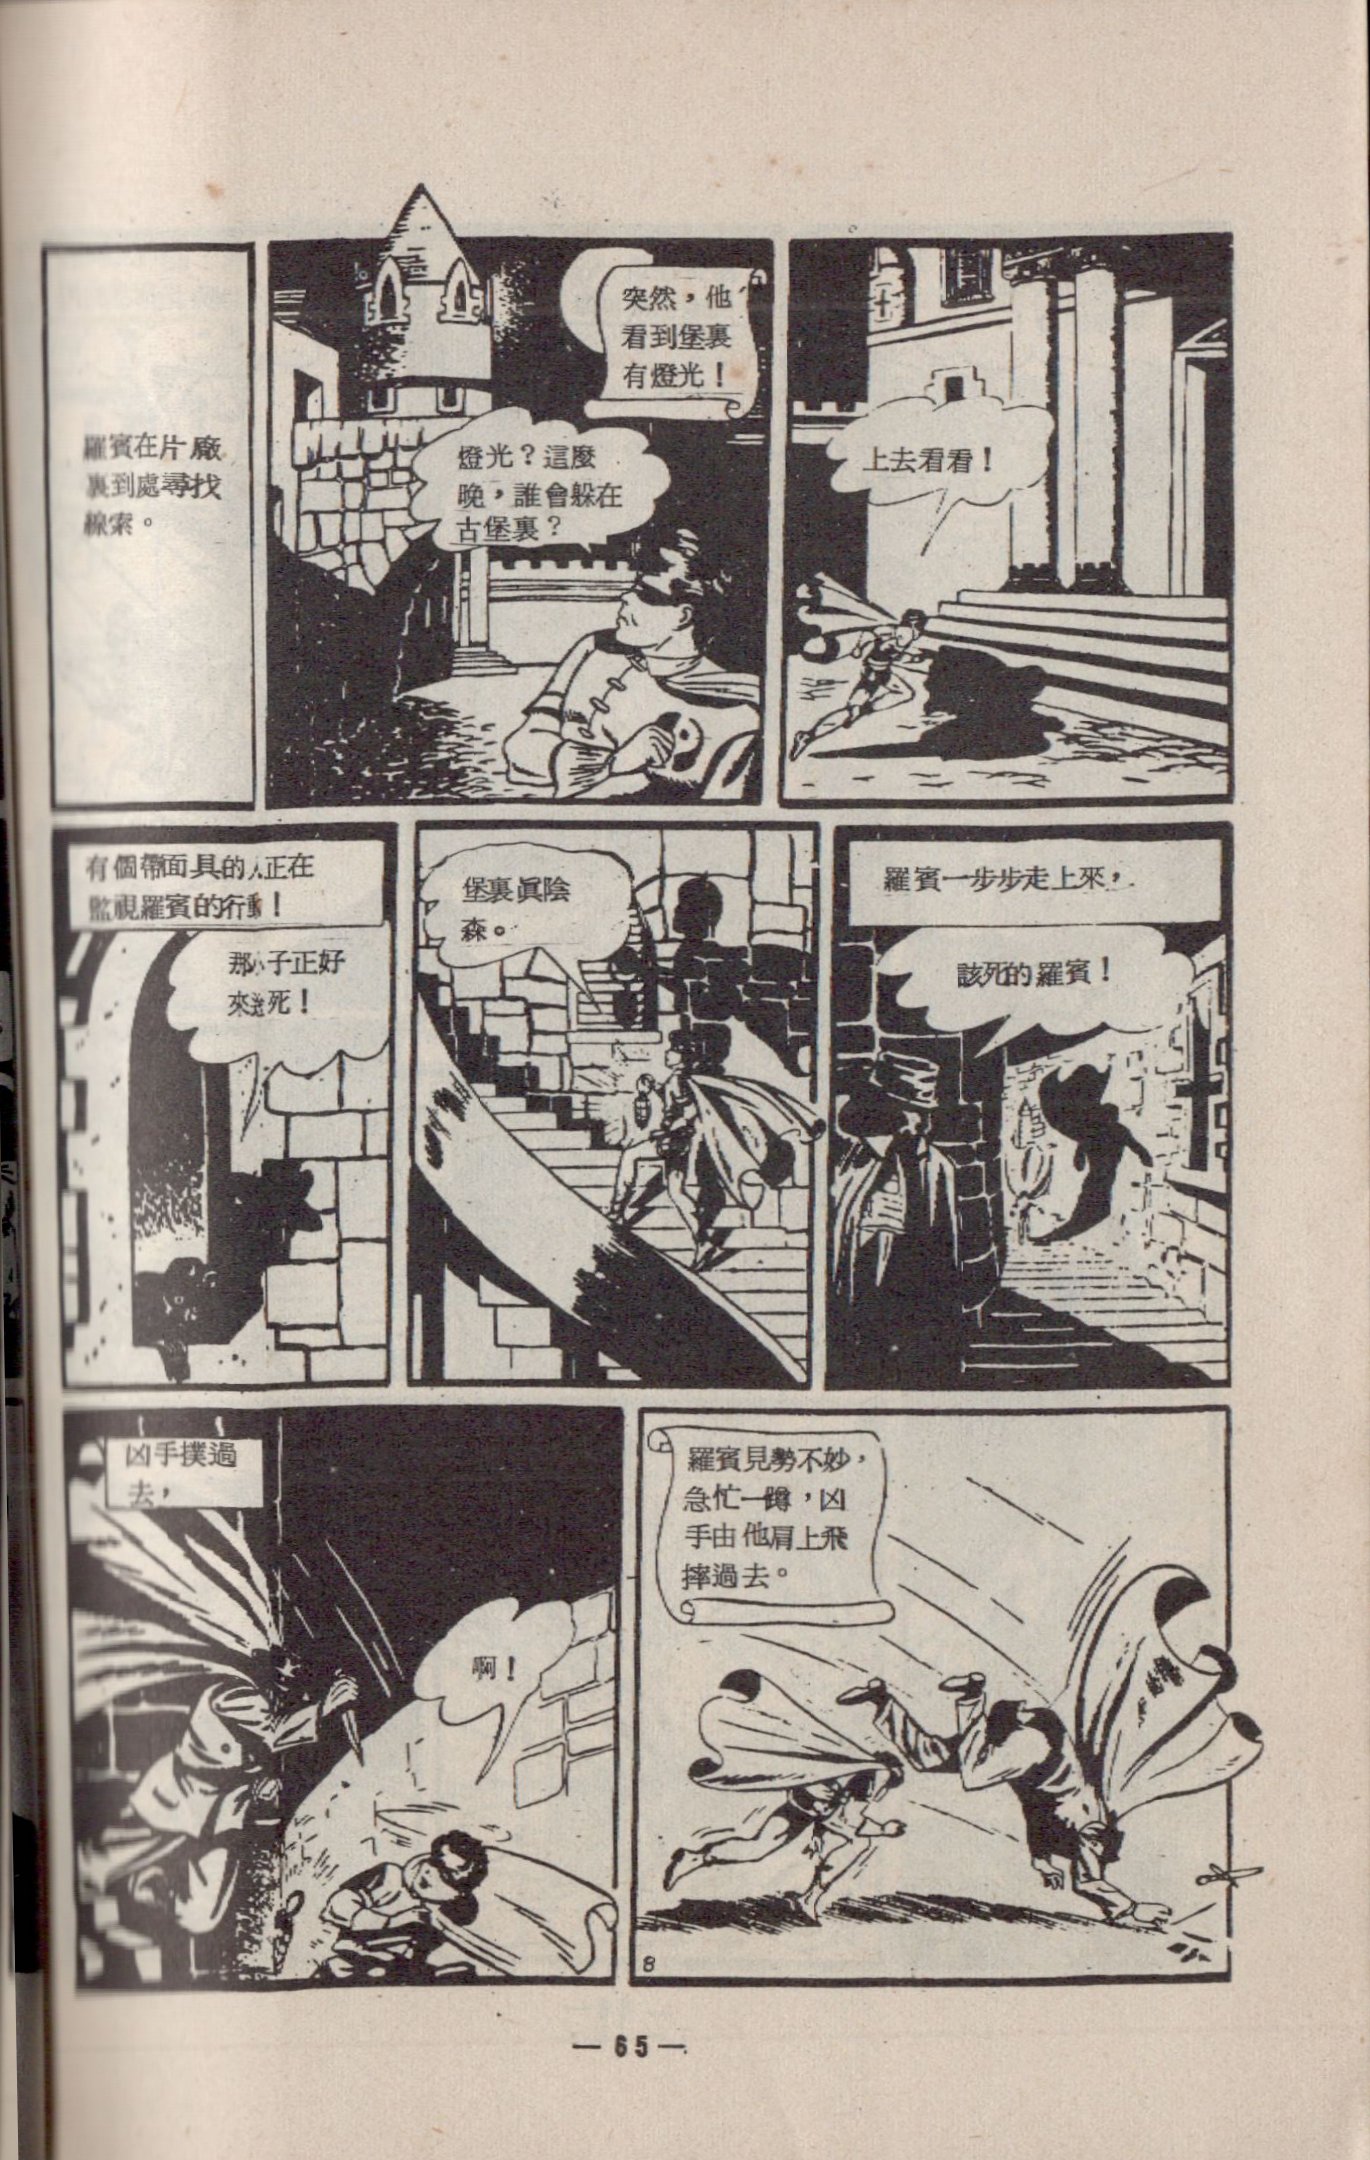 羅賓在片廠
裏到處尋找
線索。
突然，他
看到堡裏
有燈光！
燈光？這麼
晚，誰會躲在
古堡裏？
上去看看！
有個帶面具的人正在
監視羅賓的行動！
那小子正好
來送死！
堡裏眞陰
森。
羅賓一步步走上來，
該死的羅賓！
凶手撲過
去，
啊！
羅賓見勢不妙，
急忙一蹲，凶
手由他肩上飛
摔過去。
8
— 65 —